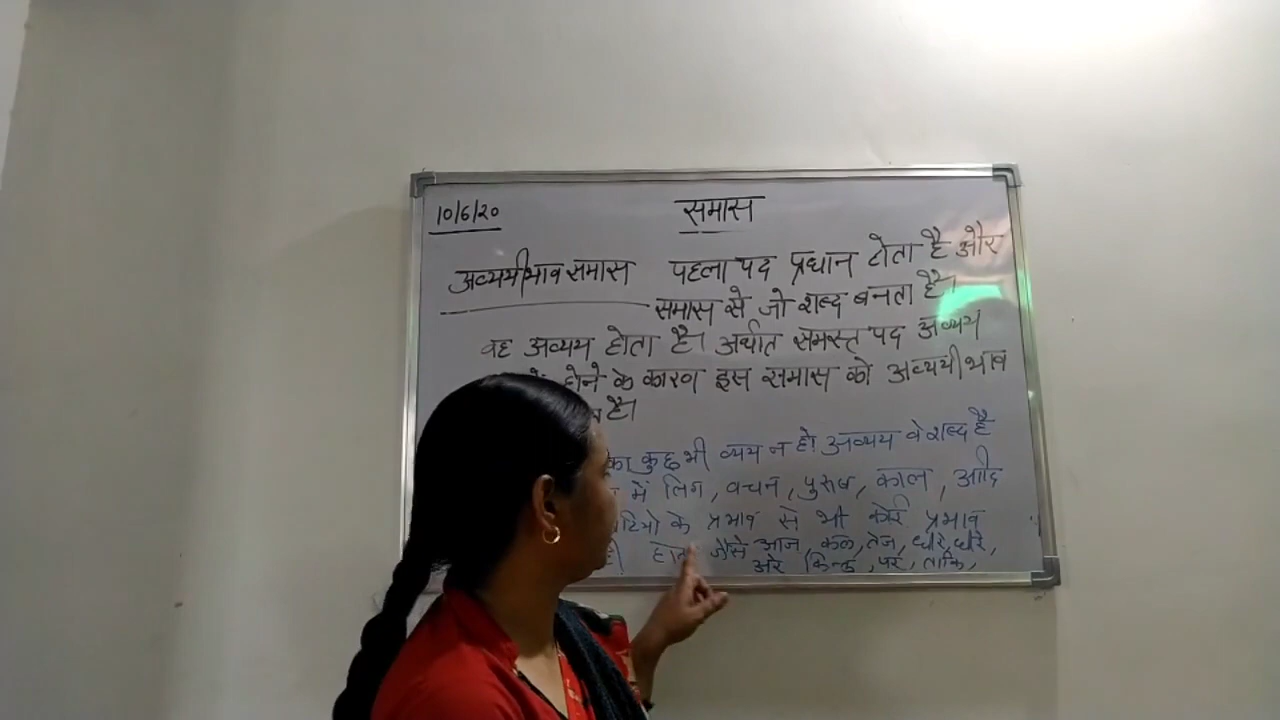 10/6/20
समास
अव्ययीभाव समास पहला पद प्रधान होता है और
समास से जो शब्द बनता है।
वह अव्यय होता है। अर्थात समस्त पद अव्यय
होने के कारण इस समास को अव्ययीभाव
है।
का कुछ भी व्यय न हो! अव्यय वे शब्द है
में लिंग, वचन, पुरुष, काल, आदि
के प्रभाव से भी कोई प्रभाव
जैसे आज, कल, तेज, धीरे, धीरे,
अरे किन्तु, पर, ताकि,